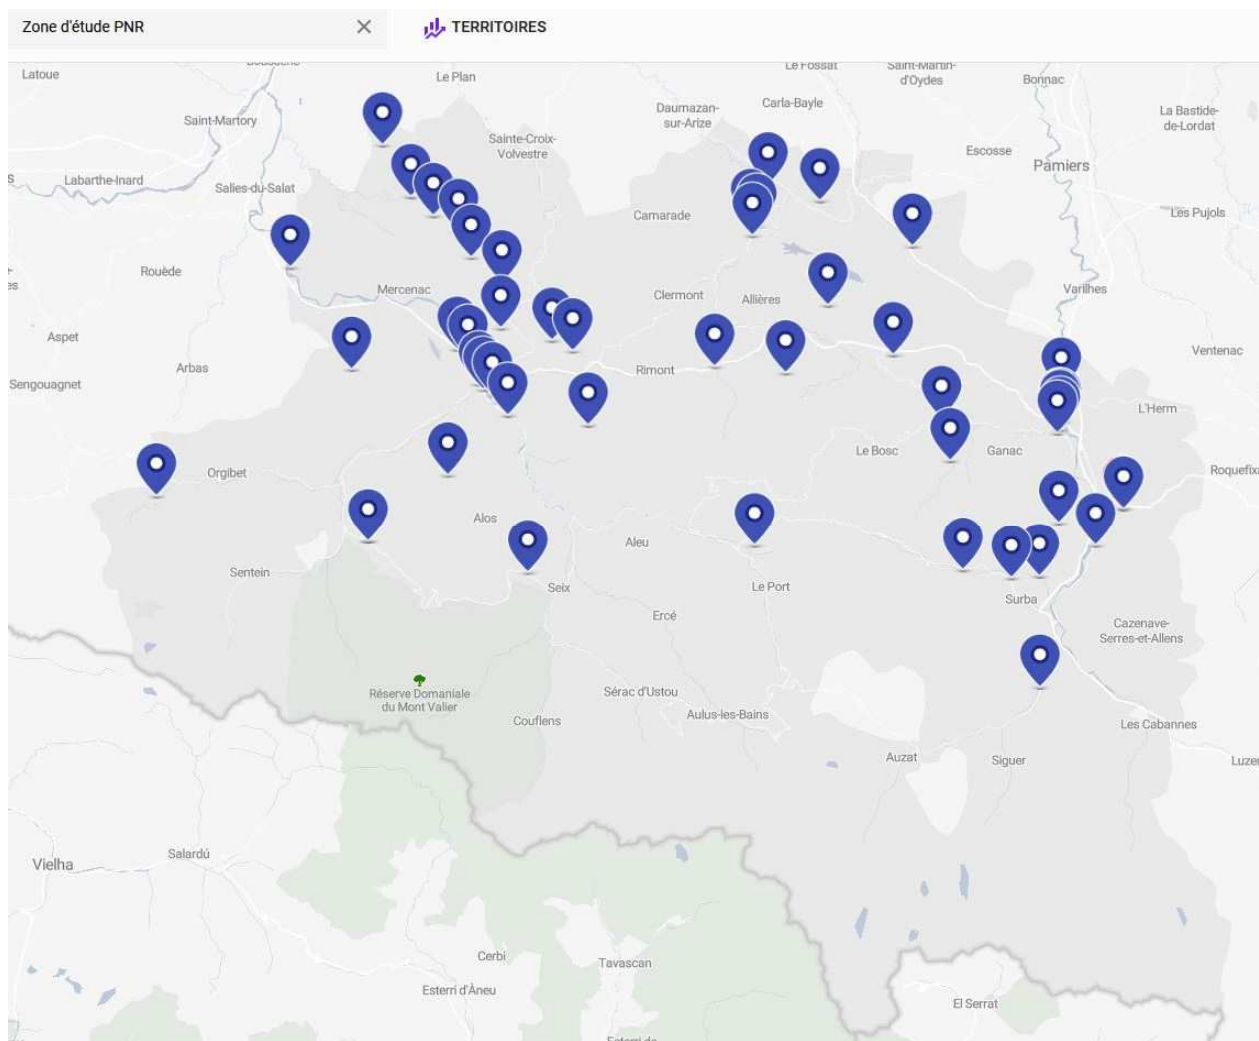 Zone d'étude PNR
TERRITOIRES
Latoue
Le Plan
Le Fossat
Saint-Martin-
d'Oydes
Bonnac
Saint-Martory
Daumazan-
sur-Arize
Carla-Bayle
La Bastide-
de-Lordat
Sainte-Croix-
Volvestre
Escosse
Pamiers
Labarthe-Inard
Salies-du-Salat
Camarade
Les Pujols
Rouède
Mercenac
Clermont
Allières
Varilhes
Aspet
Arbas
Ventenac
Sengouagnet
Rimont
L'Herm
Orgibet
Le Bosc
Ganac
Roquefixa
Alos
Aleu
Sentein
Seix
Le Port
Surba
Ercé
Cazenave-
Serres-et-Allens
Réserve Domaniale
du Mont Valier
Sérac d'Ustou
Couflens
Aulus-les-Bains
Les Cabannes
Auzat
Siguer
Luze
Vielha
Salardú
Cerbi
Tavascan
Esterri d'Àneu
El Serrat
Esterri de